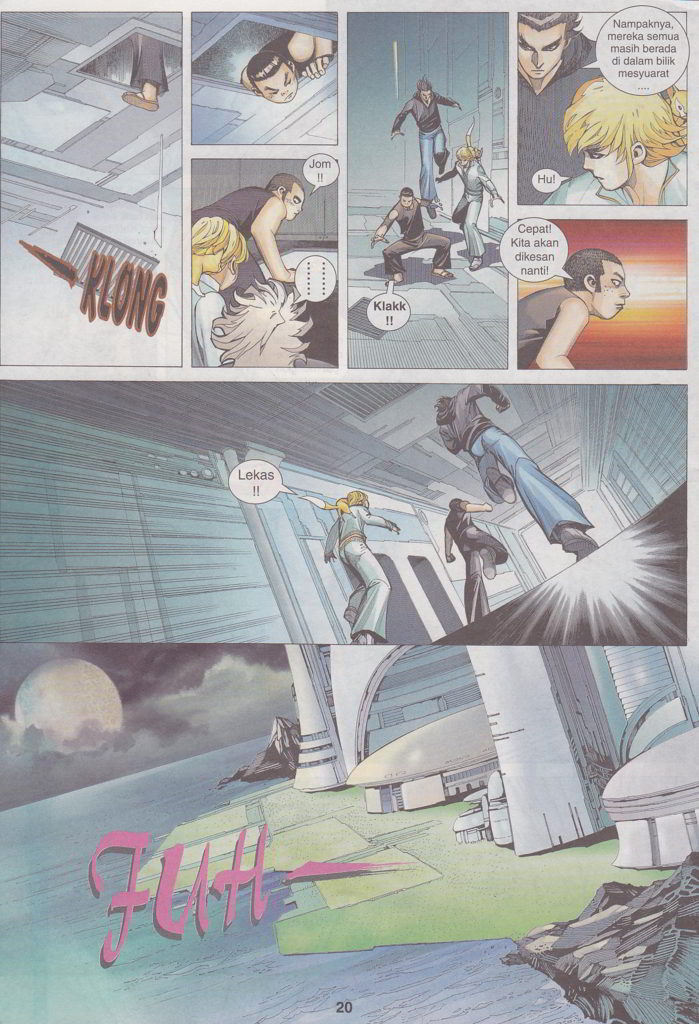 KLONG
Jom
!!
Klakk
!!
Nampaknya,
mereka semua
masih berada
di dalam bilik
mesyuarat
....
Hu!
Cepat!
Kita akan
dikesan
nanti!
Lekas
!!
FUH
20